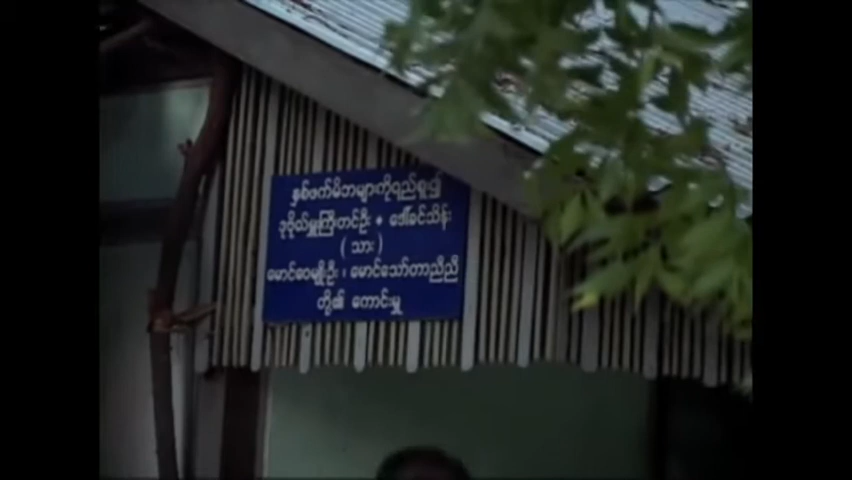 နှစ်ဖက်မိဘများကိုရည်စူး၍
ဒုဗိုလ်မှူးကြီးတင်ဦး + ဒေါ်ခင်သိန်း
( သား )
မောင်ဝေမျိုးဦး ၊ မောင်သော်တာညီညီ
တို့၏ ကောင်းမှု